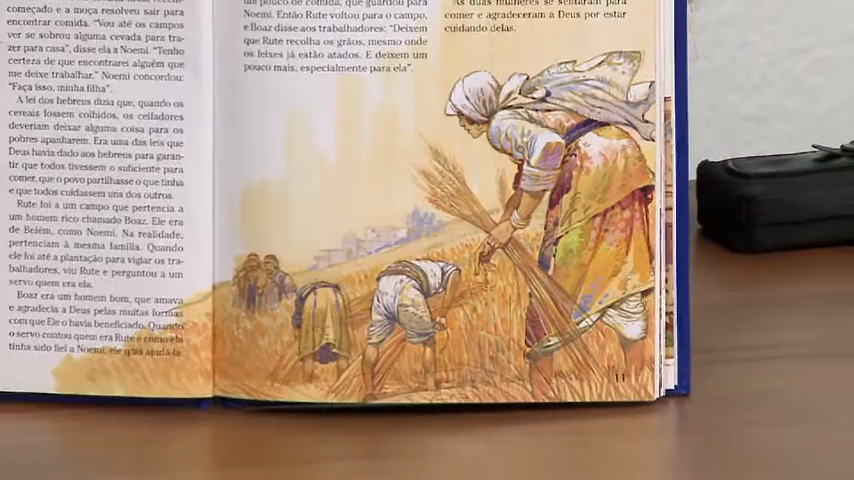 começado e a moça resolveu sair para
encontrar comida. "Vou até os campos
ver se sobrou alguma cevada para tra-
zer para casa", disse ela a Noemi. "Tenho
certeza de que encontrarei alguém que
me deixe trabalhar." Noemi concordou:
"Faça isso, minha filha".
A lei dos hebreus dizia que, quando os
cereais fossem colhidos, os ceifadores
deveriam deixar alguma coisa para os
pobres apanharem. Era uma das leis que
Deus havia dado aos hebreus para garan-
tir que todos tivessem o suficiente para
comer, e que o povo partilhasse o que tinha
e que todos cuidassem uns dos outros.
Rute foi a um campo que pertencia a
um homem rico chamado Boaz. Ele era
de Belém, como Noemi. Na realidade,
pertenciam à mesma família. Quando
ele foi até a plantação para vigiar os tra-
balhadores, viu Rute e perguntou a um
servo quem era ela.
Boaz era um homem bom, que amava
e agradecia a Deus pelas muitas formas
com que Ele o havia beneficiado. Quando
o servo contou quem era Rute e como ela
tinha sido fiel a Noemi, ele quis ajudá-la.
um pouco de comida, que guardou para
Noemi. Então Rute voltou para o campo,
e Boaz disse aos trabalhadores: "Deixem
que Rute recolha os grãos, mesmo onde
os feixes já estão atados. E deixem um
pouco mais, especialmente para ela".
As duas mulheres se sentaram para
comer e agradeceram a Deus por estar
cuidando delas.
11